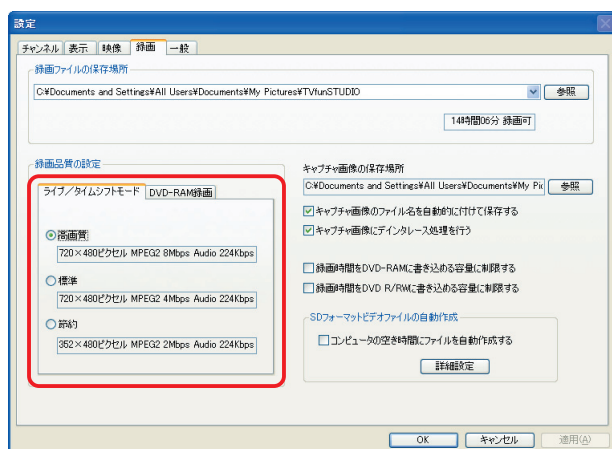 設定
チャンネル 表示 映像 録画 一般
録画ファイルの保存場所
C:¥Documents and Settings¥All Users¥Documents¥My Pictures¥TVfunSTUDIO 参照
14時間06分 録画可
録画品質の設定
ライブ/タイムシフトモード DVD-RAM録画
高画質
720×480ピクセル MPEG2 8Mbps Audio 224Kbps
標準
720×480ピクセル MPEG2 4Mbps Audio 224Kbps
節約
352×480ピクセル MPEG2 2Mbps Audio 224Kbps
キャプチャ画像の保存場所
C:¥Documents and Settings¥All Users¥Documents¥My Pic 参照
キャプチャ画像のファイル名を自動的に付けて保存する
キャプチャ画像にデインタレース処理を行う
録画時間をDVD-RAMに書き込める容量に制限する
録画時間をDVD R/RWに書き込める容量に制限する
SDフォーマットビデオファイルの自動作成
コンピュータの空き時間にファイルを自動作成する
詳細設定
OK キャンセル 適用(A)